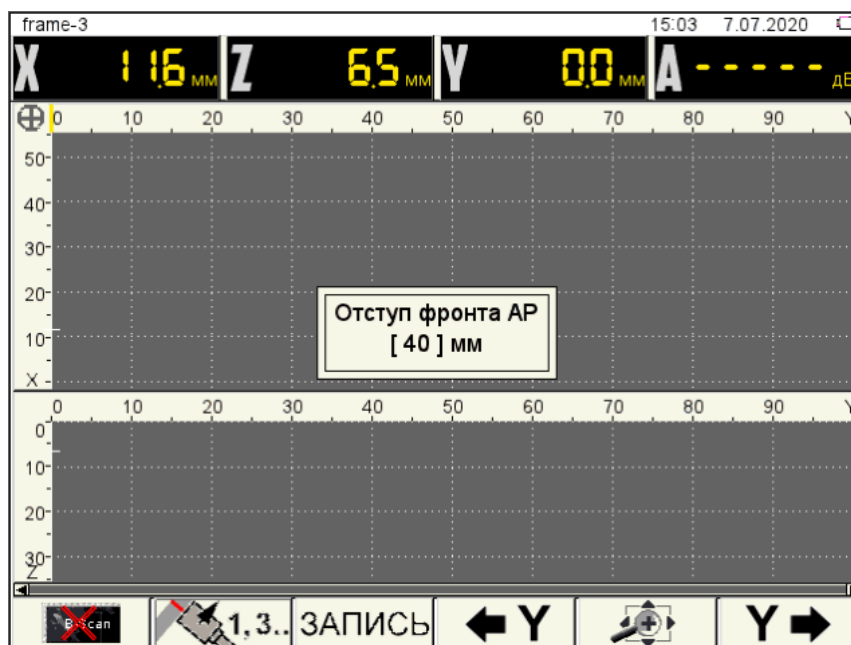 frame-3 15:03 7.07.2020
X 11.6 мм Z 6.5 мм Y 0.0 мм A ----- дБ
0 10 20 30 40 50 60 70 80 90 Y
50
40
30
20
Отступ фронта АР
[ 40 ] мм
10
X
0 10 20 30 40 50 60 70 80 90 Y
0
10
20
30
Z
B-Scan 1,3.. ЗАПИСЬ Y Y